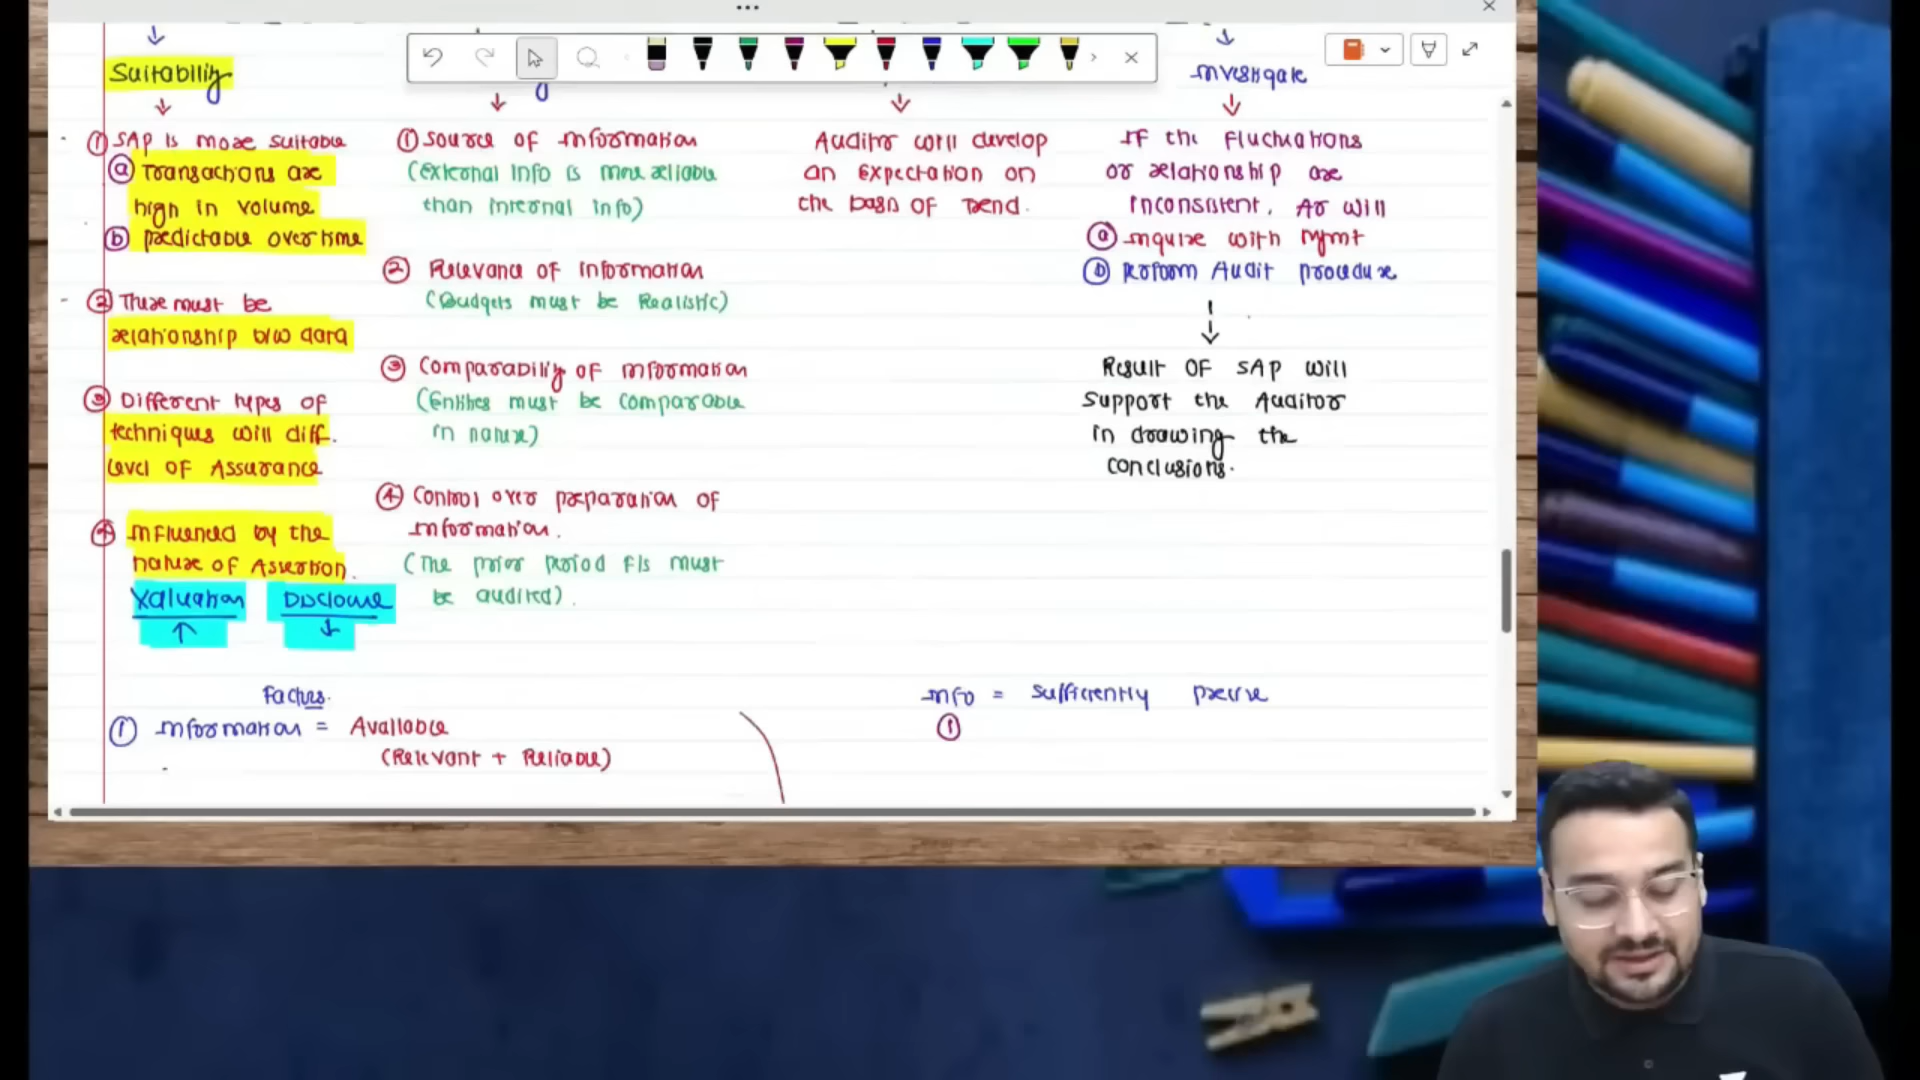 Suitability
① SAP is more suitable
ⓐ Transactions are
high in volume
ⓑ predictable overtime
② There must be
relationship b/w data
③ Different types of
techniques will diff.
level of Assurance
④ Influenced by the
nature of Assertion.
Valuation Disclosure
↑ ↓
① Source of Information
(external info is more reliable
than internal info)
② Relevance of Information
(Budgets must be Realistic)
③ Comparability of Information
(Entities must be comparable
in nature)
④ Control over preparation of
Information.
(The prior period F/s must
be audited).
Auditor will develop
an Expectation on
the basis of Trend.
Investigate
If the Fluctuations
or relationship are
Inconsistent, Ar will
ⓐ Inquire with Mgmt
ⓑ Perform Audit procedure
Result OF SAP will
Support the Auditor
in drawing the
conclusions.
Factors.
① Information = Available
(Relevant + Reliable)
Info = Sufficiently precise
①